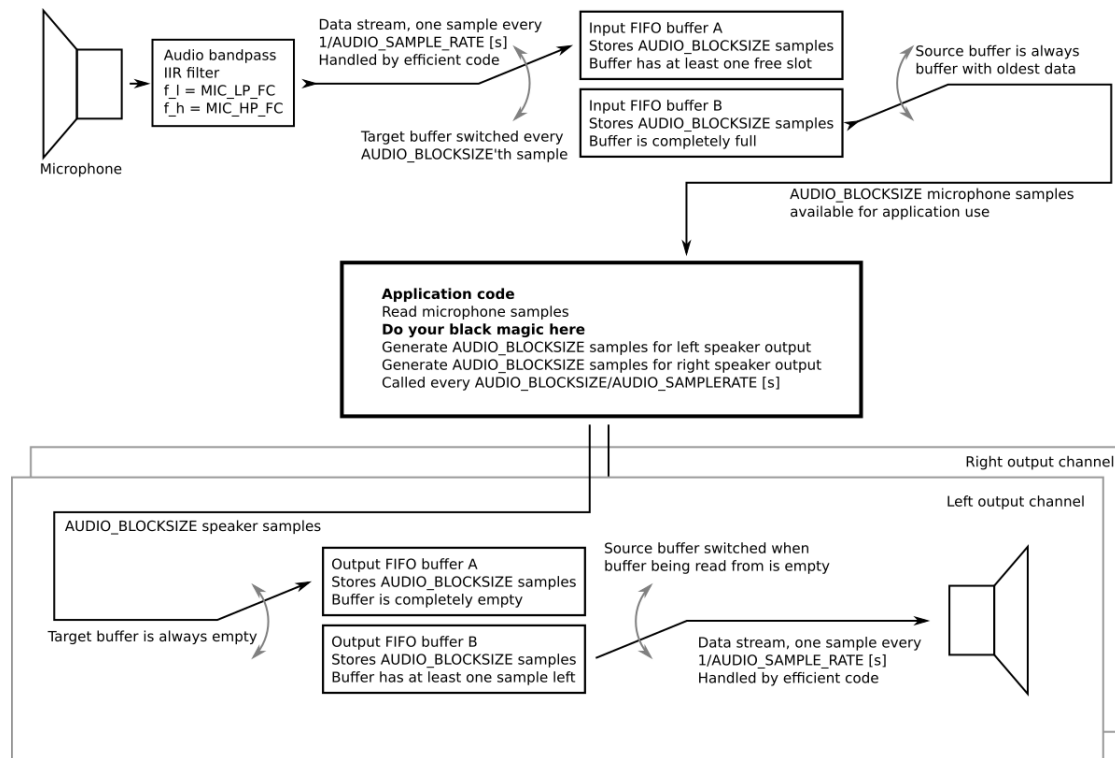 Audio bandpass
IIR filter
f_l = MIC_LP_FC
f_h = MIC_HP_FC
Microphone
Data stream, one sample every
1/AUDIO_SAMPLE_RATE [s]
Handled by efficient code
Target buffer switched every
AUDIO_BLOCKSIZE'th sample
Input FIFO buffer A
Stores AUDIO_BLOCKSIZE samples
Buffer has at least one free slot
Input FIFO buffer B
Stores AUDIO_BLOCKSIZE samples
Buffer is completely full
Source buffer is always
buffer with oldest data
AUDIO_BLOCKSIZE microphone samples
available for application use
Application code
Read microphone samples
Do your black magic here
Generate AUDIO_BLOCKSIZE samples for left speaker output
Generate AUDIO_BLOCKSIZE samples for right speaker output
Called every AUDIO_BLOCKSIZE/AUDIO_SAMPLERATE [s]
Right output channel
Left output channel
AUDIO_BLOCKSIZE speaker samples
Target buffer is always empty
Output FIFO buffer A
Stores AUDIO_BLOCKSIZE samples
Buffer is completely empty
Output FIFO buffer B
Stores AUDIO_BLOCKSIZE samples
Buffer has at least one sample left
Source buffer switched when
buffer being read from is empty
Data stream, one sample every
1/AUDIO_SAMPLE_RATE [s]
Handled by efficient code